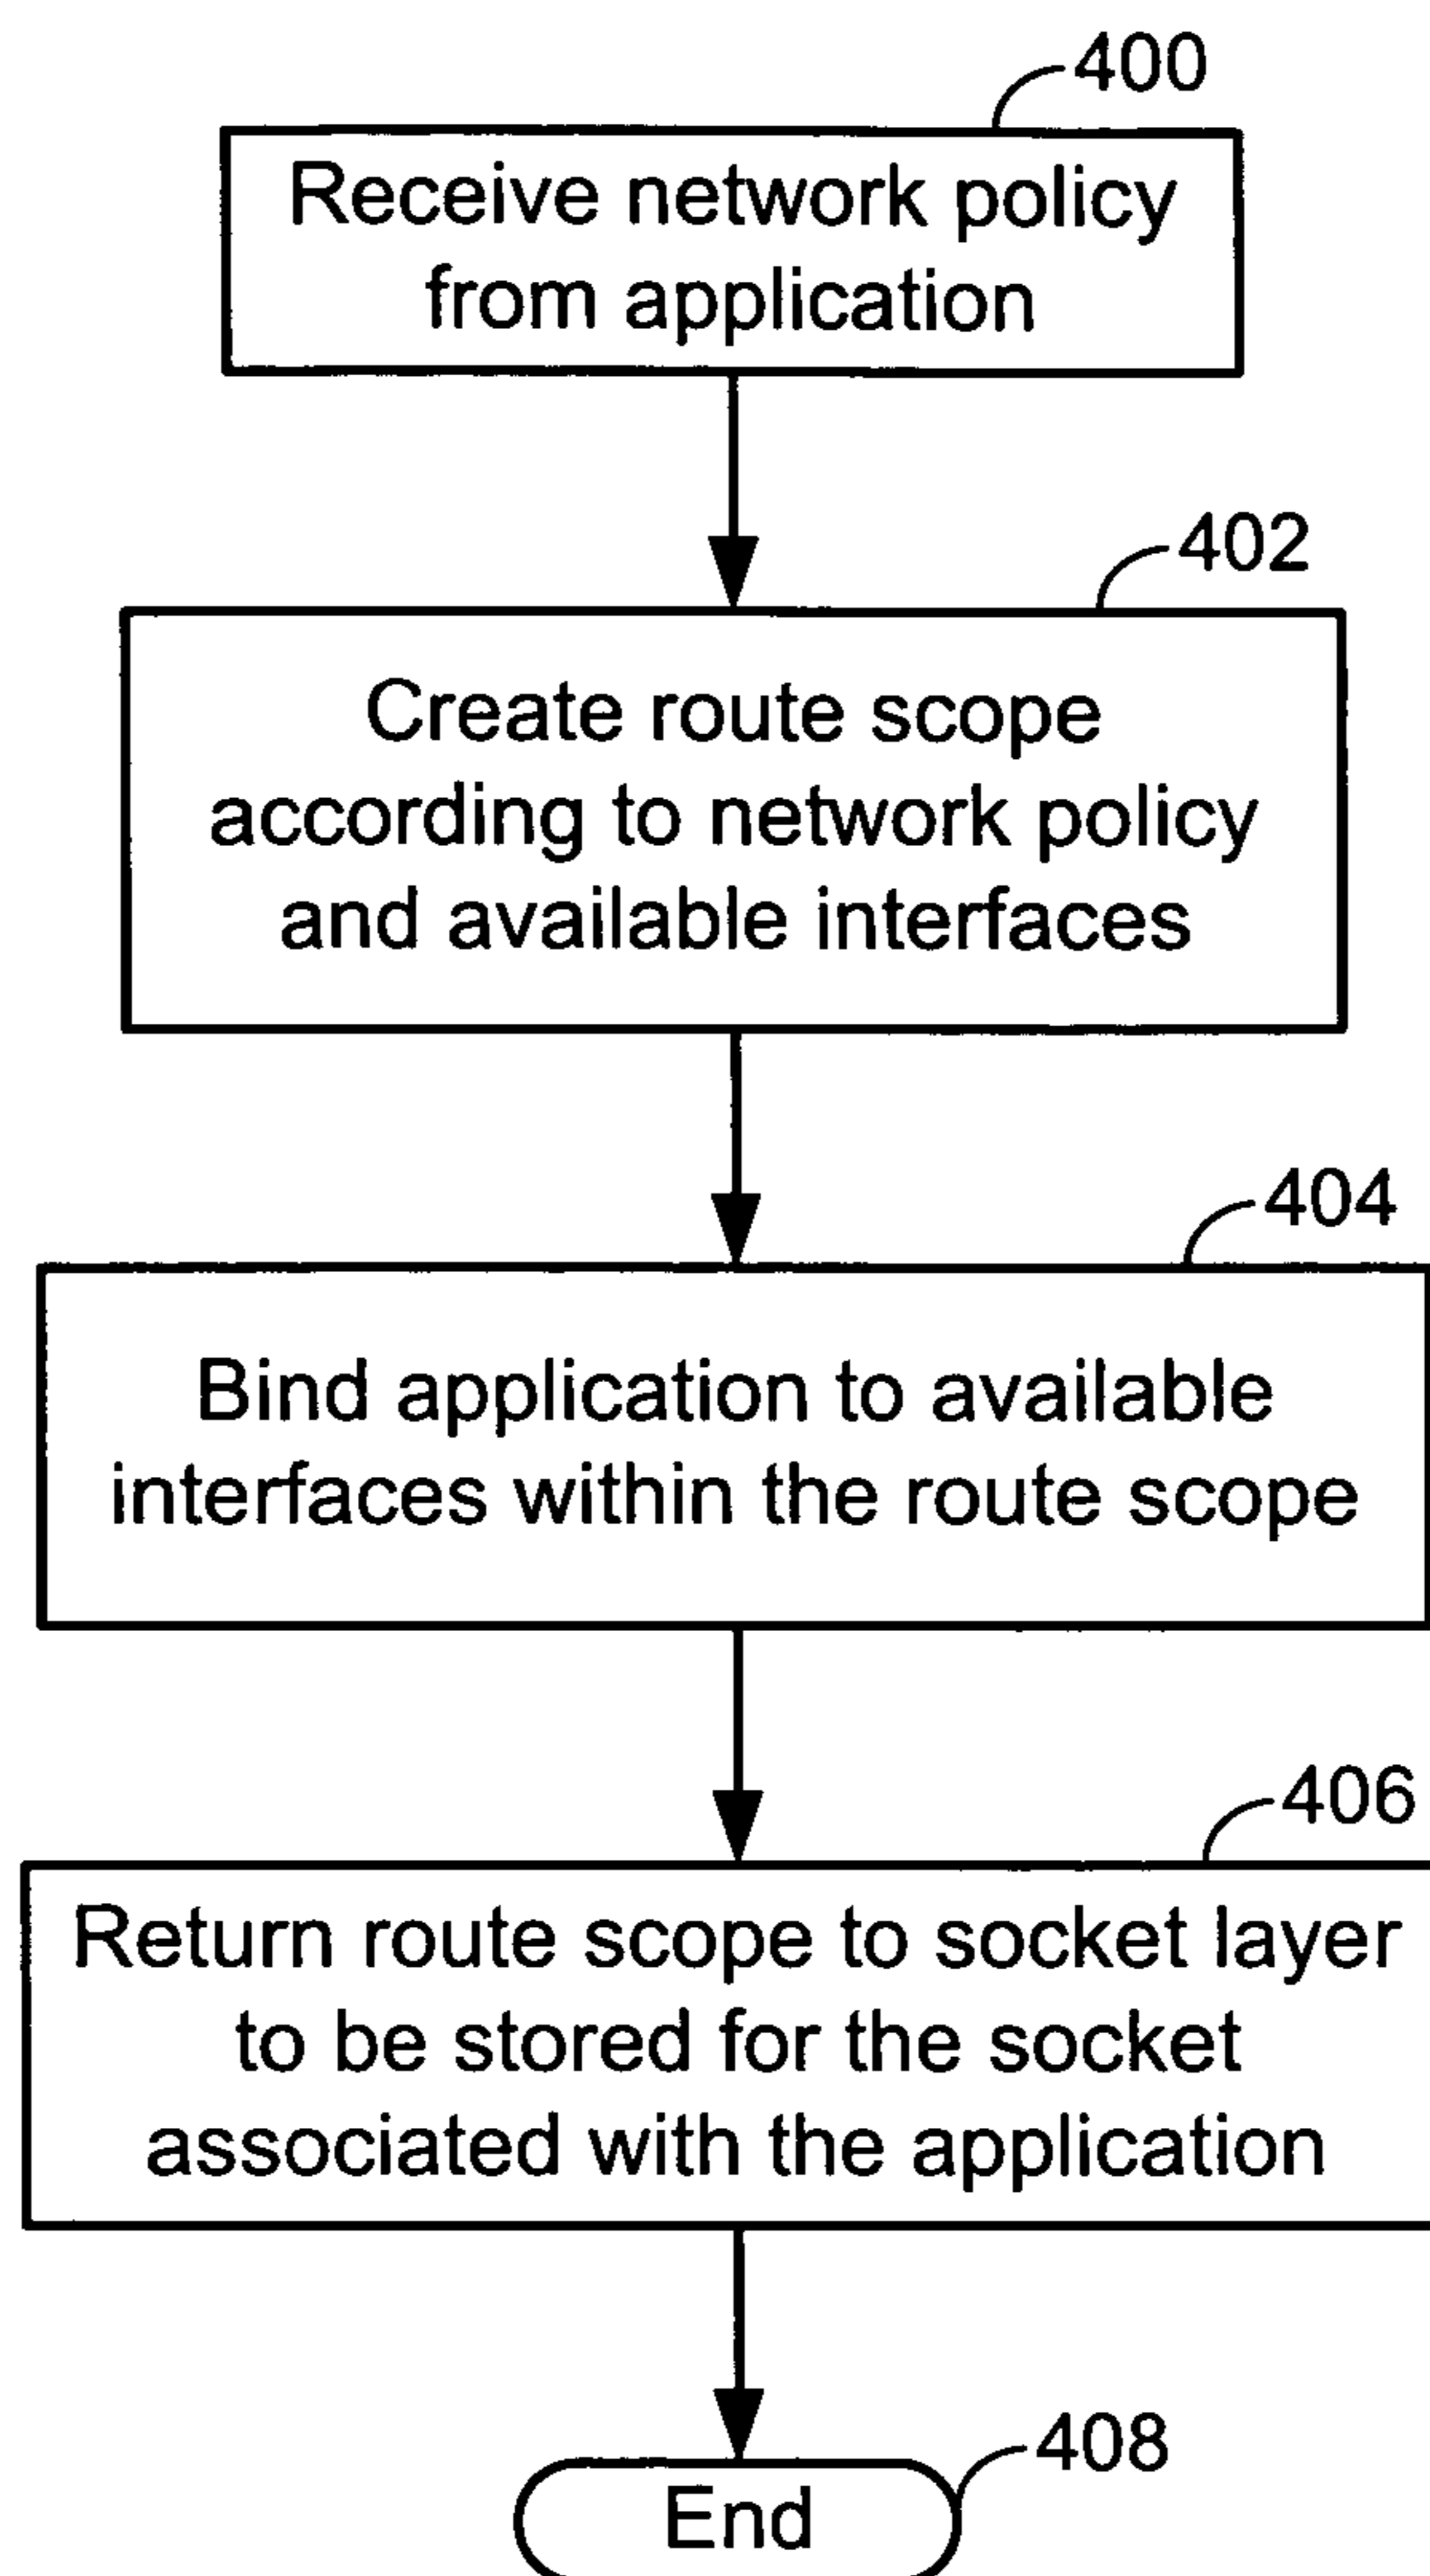 400
Receive network policy
from application
402
Create route scope
according to network policy
and available interfaces
404
Bind application to available
interfaces within the route scope
406
Return route scope to socket layer
to be stored for the socket
associated with the application
408
End